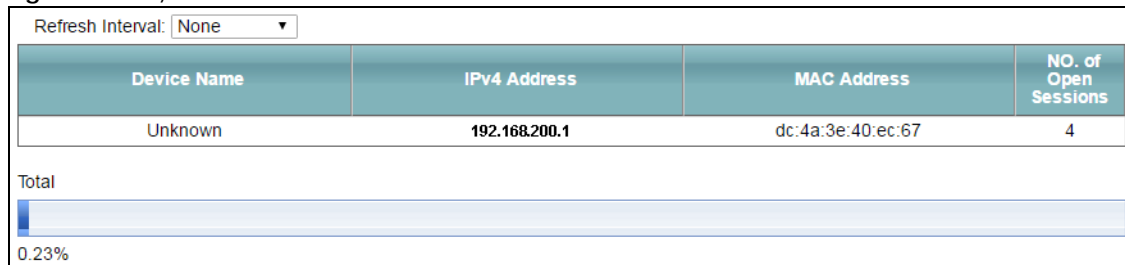 Refresh Interval: None
Device Name IPv4 Address MAC Address NO. of Open Sessions
Unknown 192.168.200.1 dc:4a:3e:40:ec:67 4
Total
0.23%